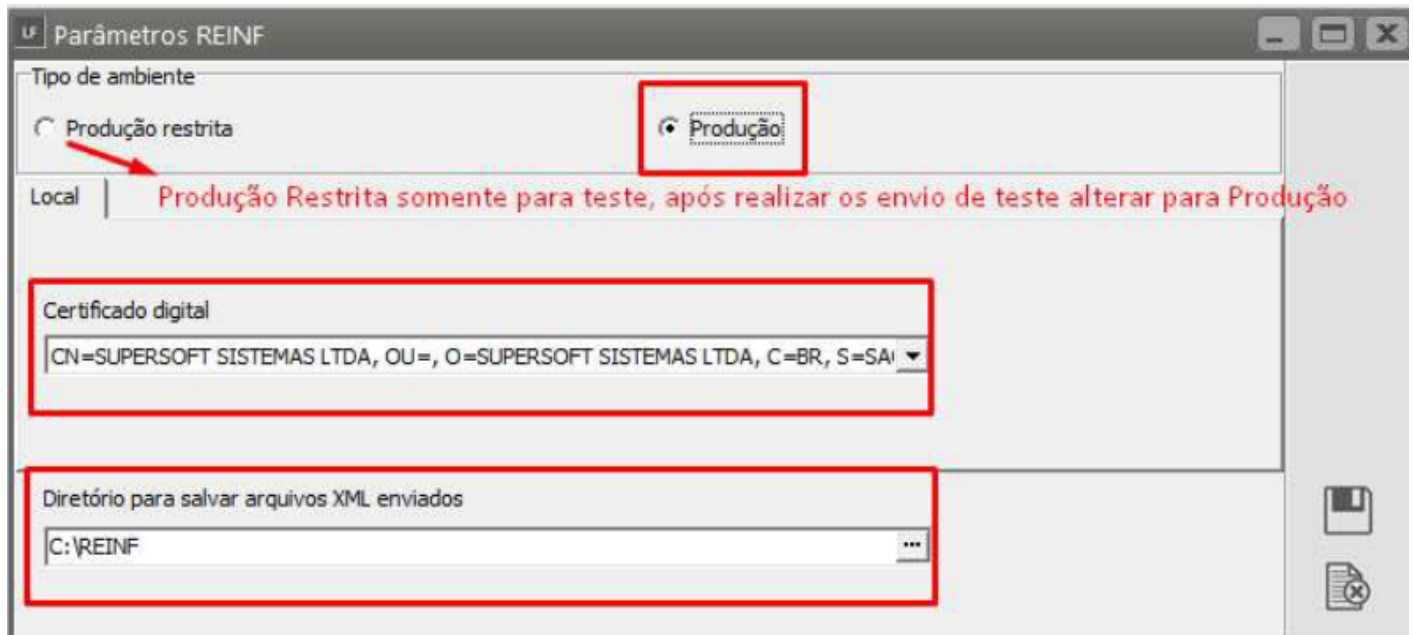 LF Parâmetros REINF
Tipo de ambiente
Produção restrita
Produção
Local
Produção Restrita somente para teste, após realizar os envio de teste alterar para Produção
Certificado digital
CN=SUPERSOFT SISTEMAS LTDA, OU=, O=SUPERSOFT SISTEMAS LTDA, C=BR, S=SA
Diretório para salvar arquivos XML enviados
C:\REINF
...